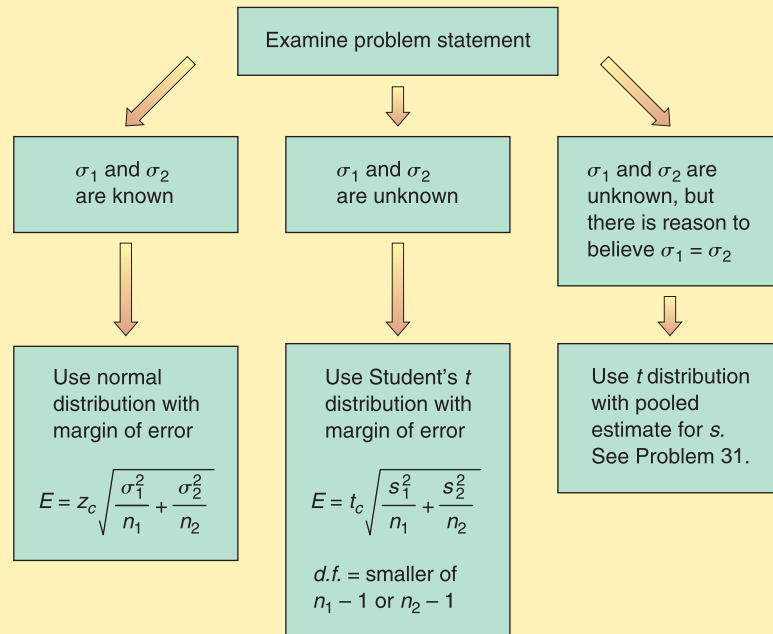 Examine problem statement
σ₁ and σ₂
are known
σ₁ and σ₂
are unknown
σ₁ and σ₂ are
unknown, but
there is reason to
believe σ₁ = σ₂
Use normal
distribution with
margin of error
E = z_c √(σ₁²/n₁ + σ₂²/n₂)
Use Student's t
distribution with
margin of error
E = t_c √(s₁²/n₁ + s₂²/n₂)
d.f. = smaller of
n₁ – 1 or n₂ – 1
Use t distribution
with pooled
estimate for s.
See Problem 31.